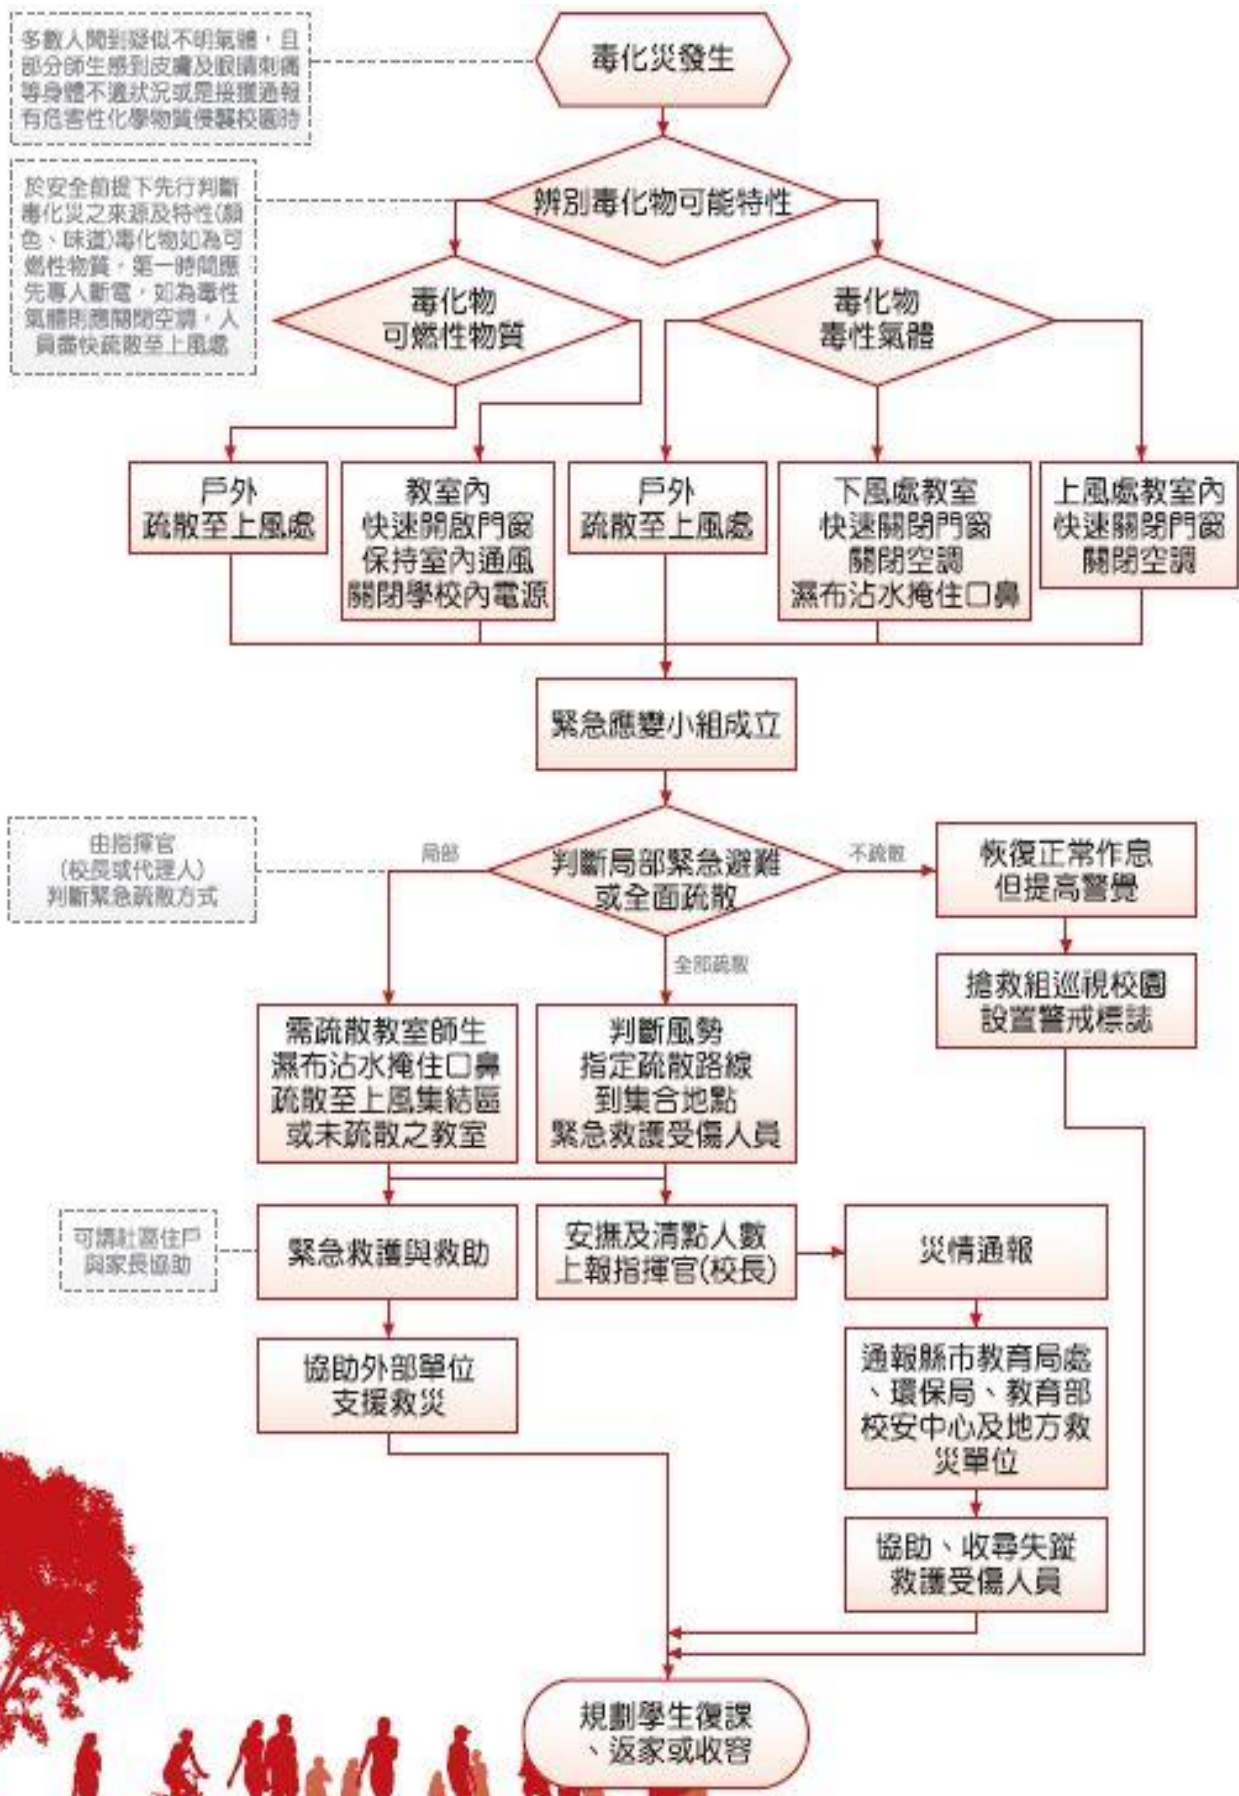 多數人聞到疑似不明氣體，且
部分師生感到皮膚及眼睛刺痛
等身體不適狀況或是接獲通報
有危害性化學物質侵襲校園時
毒化災發生
於安全前提下先行判斷
毒化災之來源及特性(顏
色、味道)毒化物如為可
燃性物質，第一時間應
先專人斷電，如為毒性
氣體則應關閉空調，人
員盡快疏散至上風處
辨別毒化物可能特性
毒化物
可燃性物質
毒化物
毒性氣體
戶外
疏散至上風處
教室內
快速開啟門窗
保持室內通風
關閉學校內電源
戶外
疏散至上風處
下風處教室
快速關閉門窗
關閉空調
濕布沾水掩住口鼻
上風處教室內
快速關閉門窗
關閉空調
緊急應變小組成立
由指揮官
(校長或代理人)
判斷緊急疏散方式
局部
判斷局部緊急避難
或全面疏散
不疏散
恢復正常作息
但提高警覺
全部疏散
搶救組巡視校園
設置警戒標誌
需疏散教室師生
濕布沾水掩住口鼻
疏散至上風集結區
或未疏散之教室
判斷風勢
指定疏散路線
到集合地點
緊急救護受傷人員
可請社區住戶
與家長協助
緊急救護與救助
安撫及清點人數
上報指揮官(校長)
災情通報
協助外部單位
支援救災
通報縣市教育局處
、環保局、教育部
校安中心及地方救
災單位
協助、收尋失蹤
救護受傷人員
規劃學生復課
、返家或收容